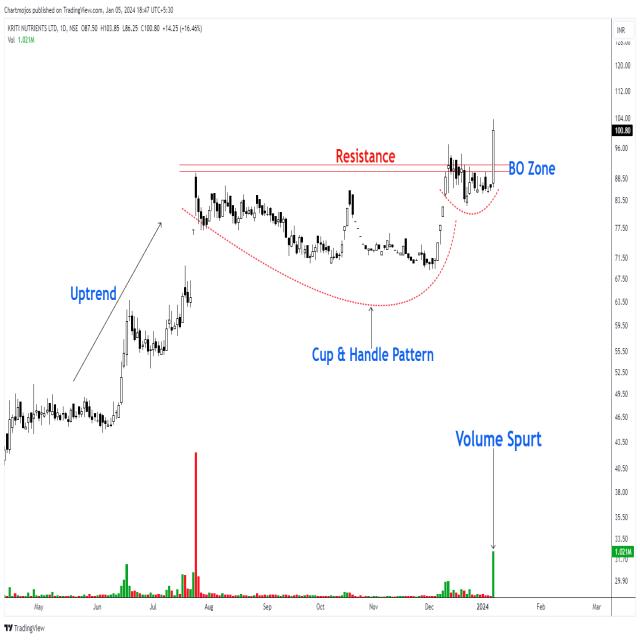 Chartmojos published on TradingView.com, Jan 05, 2024 18:47 UTC+5:30
KRITI NUTRIENTS LTD, 1D, NSE O87.50 H103.85 L86.25 C100.80 +14.25 (+16.46%)
Vol 1.021M
INR
120.00
112.00
104.00
100.80
96.00
Resistance
BO Zone
88.50
83.50
77.50
Uptrend
71.50
67.50
63.50
59.50
Cup & Handle Pattern
55.50
52.50
49.50
46.50
Volume Spurt
43.50
40.50
38.00
35.50
33.50
1.021M
31.70
29.90
May Jun Jul Aug Sep Oct Nov Dec 2024 Feb Mar
TradingView